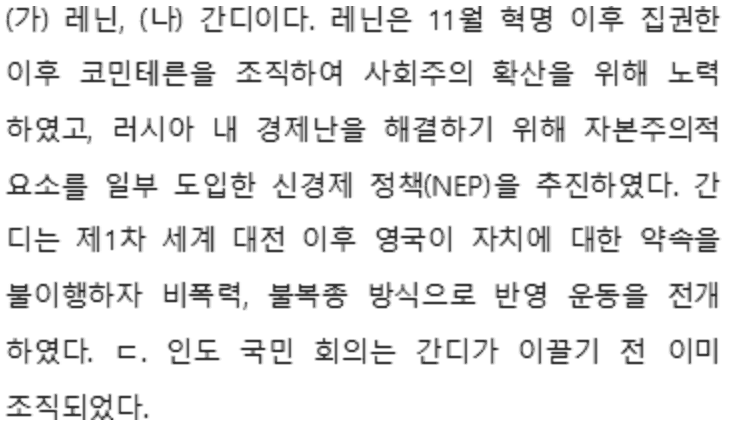 (가) 레닌, (나) 간디이다. 레닌은 11월 혁명 이후 집권한
이후 코민테른을 조직하여 사회주의 확산을 위해 노력
하였고, 러시아 내 경제난을 해결하기 위해 자본주의적
요소를 일부 도입한 신경제 정책(NEP)을 추진하였다. 간
디는 제1차 세계 대전 이후 영국이 자치에 대한 약속을
불이행하자 비폭력, 불복종 방식으로 반영 운동을 전개
하였다. ㄷ. 인도 국민 회의는 간디가 이끌기 전 이미
조직되었다.